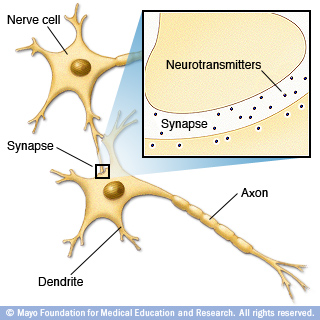 Nerve cell
Neurotransmitters
Synapse
Synapse
Axon
Dendrite
© Mayo Foundation for Medical Education and Research. All rights reserved.